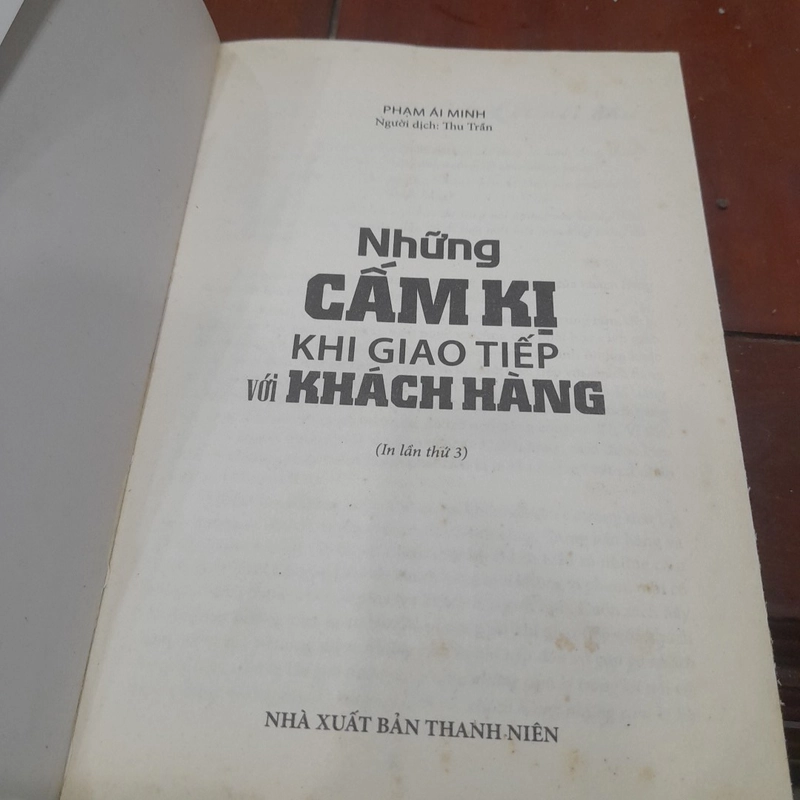 PHẠM ÁI MINH
Người dịch: Thu Trần
Những
CẤM KỊ
KHI GIAO TIẾP
với KHÁCH HÀNG
(In lần thứ 3)
NHÀ XUẤT BẢN THANH NIÊN